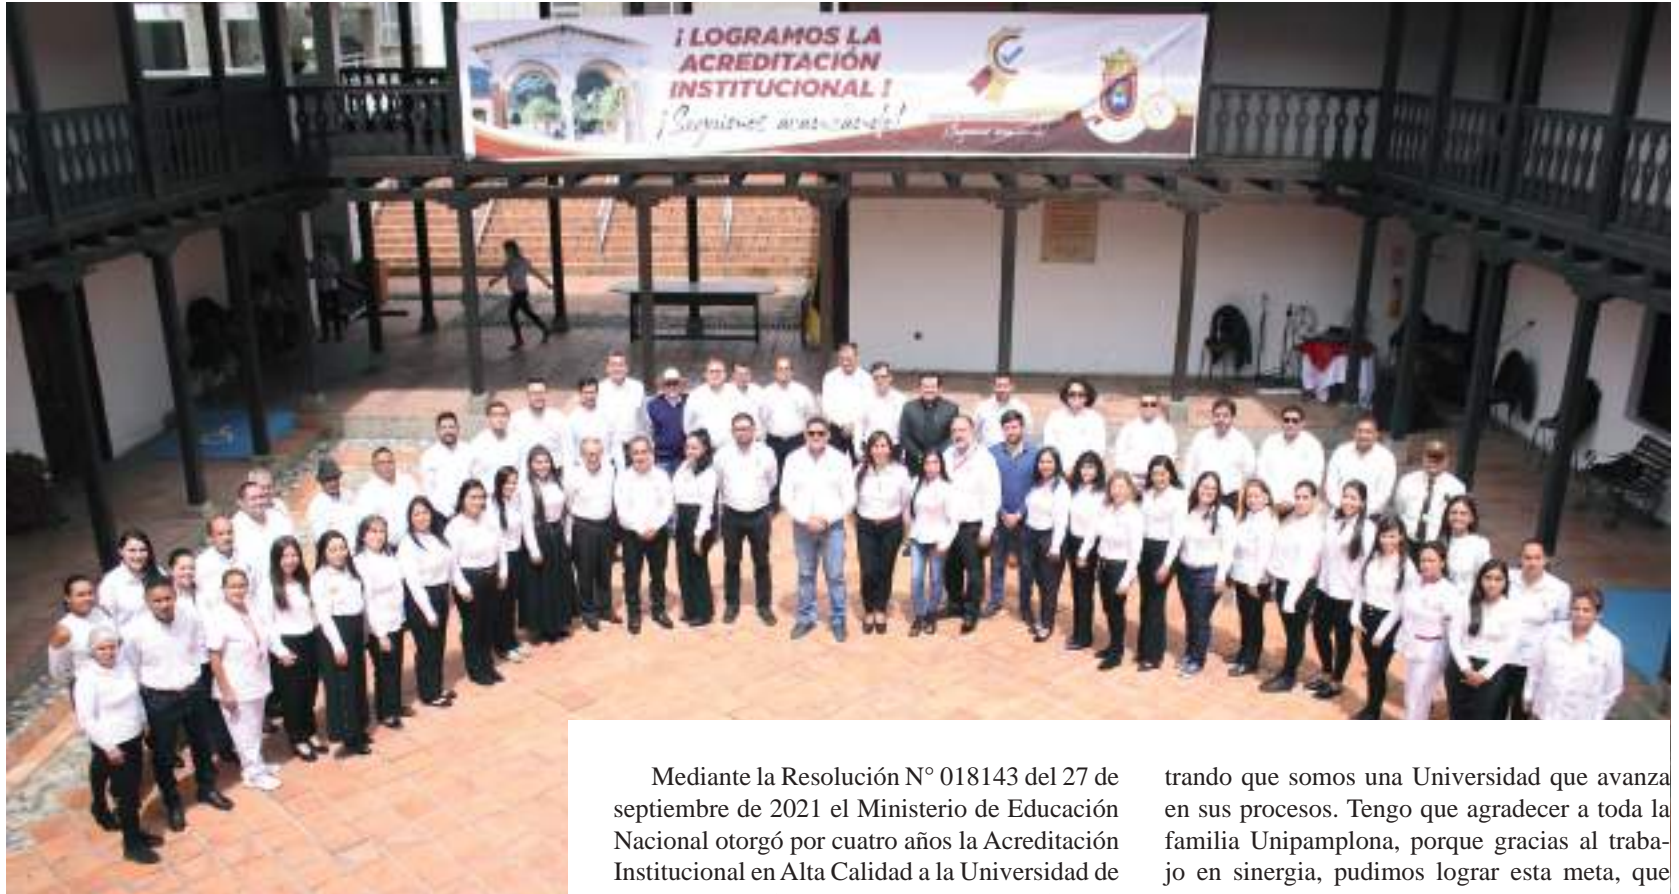 ¡ LOGRAMOS LA
ACREDITACIÓN
INSTITUCIONAL !
¡Seguimos avanzando!
Mediante la Resolución N° 018143 del 27 de
septiembre de 2021 el Ministerio de Educación
Nacional otorgó por cuatro años la Acreditación
Institucional en Alta Calidad a la Universidad de
trando que somos una Universidad que avanza
en sus procesos. Tengo que agradecer a toda la
familia Unipamplona, porque gracias al traba-
jo en sinergia, pudimos lograr esta meta, que